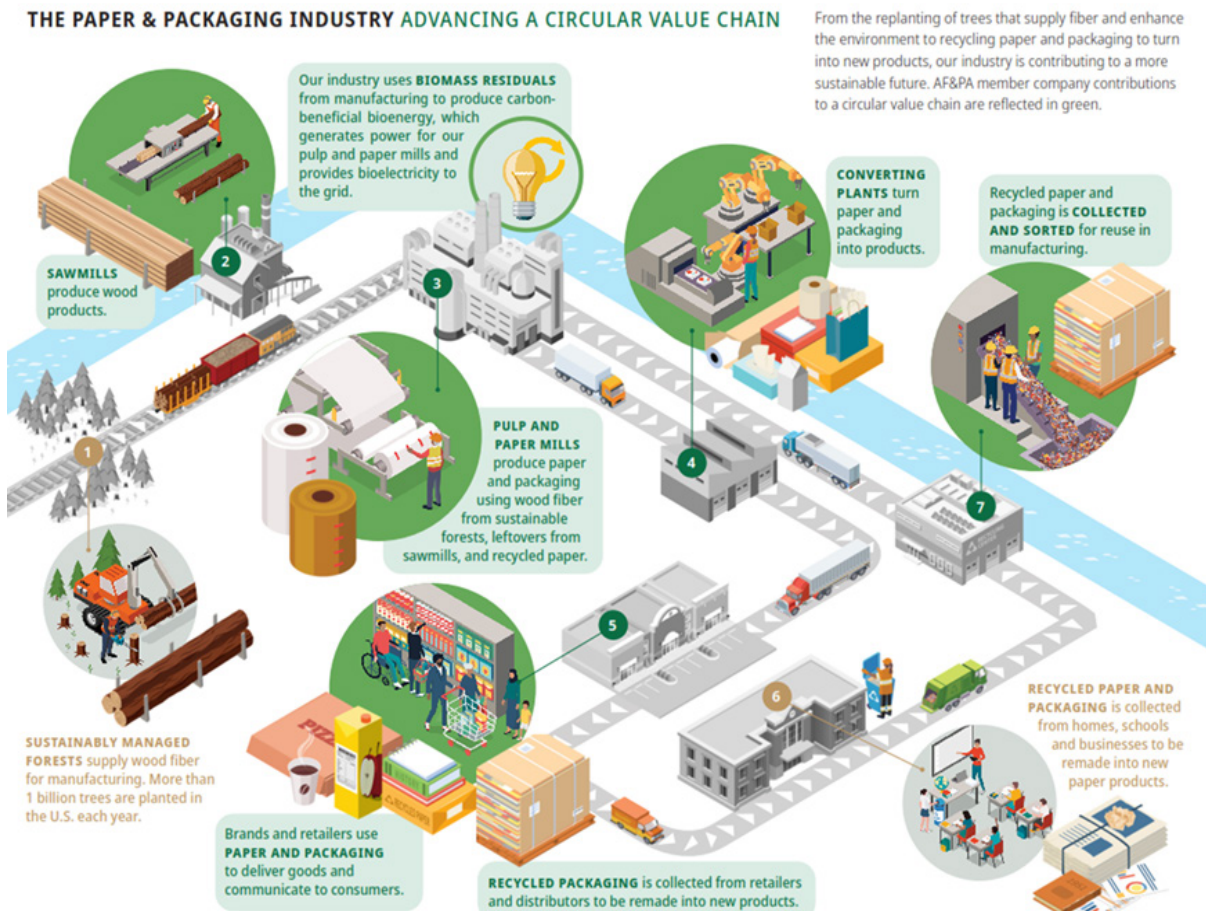 THE PAPER & PACKAGING INDUSTRY ADVANCING A CIRCULAR VALUE CHAIN
From the replanting of trees that supply fiber and enhance
the environment to recycling paper and packaging to turn
into new products, our industry is contributing to a more
sustainable future. AF&PA member company contributions
to a circular value chain are reflected in green.
Our industry uses BIOMASS RESIDUALS
from manufacturing to produce carbon-
beneficial bioenergy, which
generates power for our
pulp and paper mills and
provides bioelectricity to
the grid.
CONVERTING
PLANTS turn
paper and
packaging
into products.
Recycled paper and
packaging is COLLECTED
AND SORTED for reuse in
manufacturing.
2
SAWMILLS
produce wood
products.
3
1
PULP AND
PAPER MILLS
produce paper
and packaging
using wood fiber
from sustainable
forests, leftovers from
sawmills, and recycled paper.
4
7
5
6
SUSTAINABLY MANAGED
FORESTS supply wood fiber
for manufacturing. More than
1 billion trees are planted in
the U.S. each year.
PIZZA
HISTORY
RECYCLED PAPER AND
PACKAGING is collected
from homes, schools
and businesses to be
remade into new
paper products.
Brands and retailers use
PAPER AND PACKAGING
to deliver goods and
communicate to consumers.
RECYCLED PACKAGING is collected from retailers
and distributors to be remade into new products.